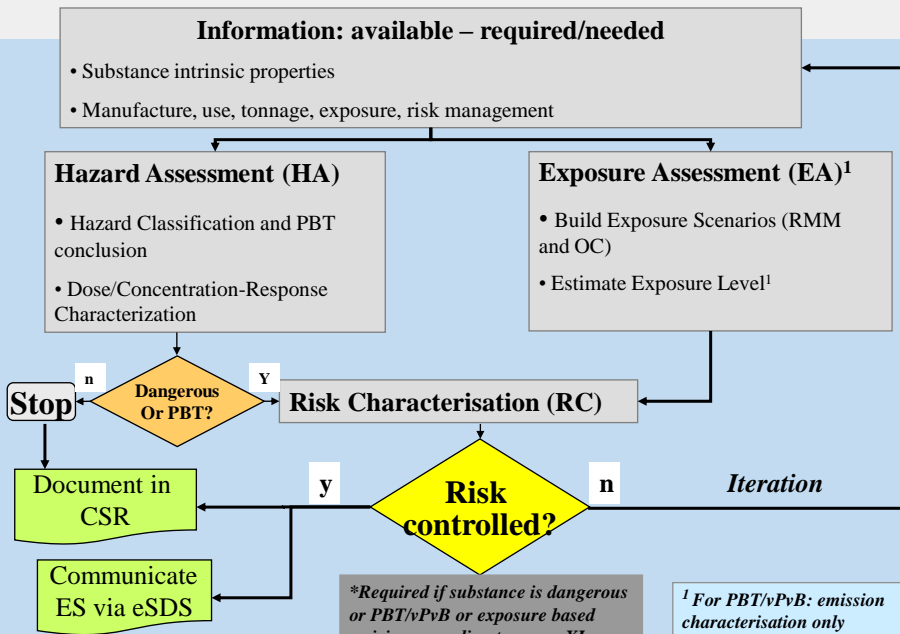 Information: available – required/needed
• Substance intrinsic properties
• Manufacture, use, tonnage, exposure, risk management
Hazard Assessment (HA)
• Hazard Classification and PBT
conclusion
• Dose/Concentration-Response
Characterization
Exposure Assessment (EA)¹
• Build Exposure Scenarios (RMM
and OC)
• Estimate Exposure Level¹
n
Dangerous
Or PBT?
Y
Stop
Risk Characterisation (RC)
Document in
CSR
y
Risk
controlled?
n
Iteration
Communicate
ES via eSDS
*Required if substance is dangerous
or PBT/vPvB or exposure based
¹ For PBT/vPvB: emission
characterisation only